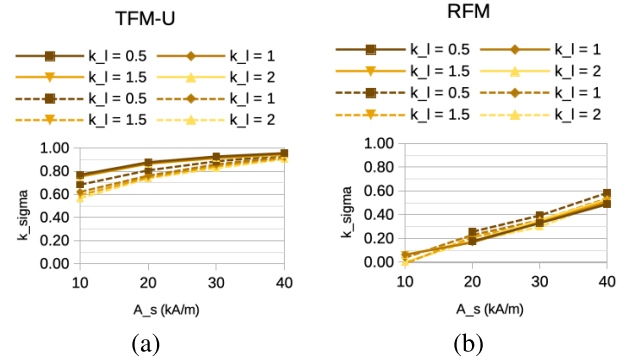 TFM-U
k_l = 0.5 k_l = 1
k_l = 1.5 k_l = 2
k_l = 0.5 k_l = 1
k_l = 1.5 k_l = 2
1.00
0.80
0.60
0.40
0.20
0.00
k_sigma
10 20 30 40
A_s (kA/m)
(a)
RFM
k_l = 0.5 k_l = 1
k_l = 1.5 k_l = 2
k_l = 0.5 k_l = 1
k_l = 1.5 k_l = 2
1.00
0.80
0.60
0.40
0.20
0.00
k_sigma
10 20 30 40
A_s (kA/m)
(b)